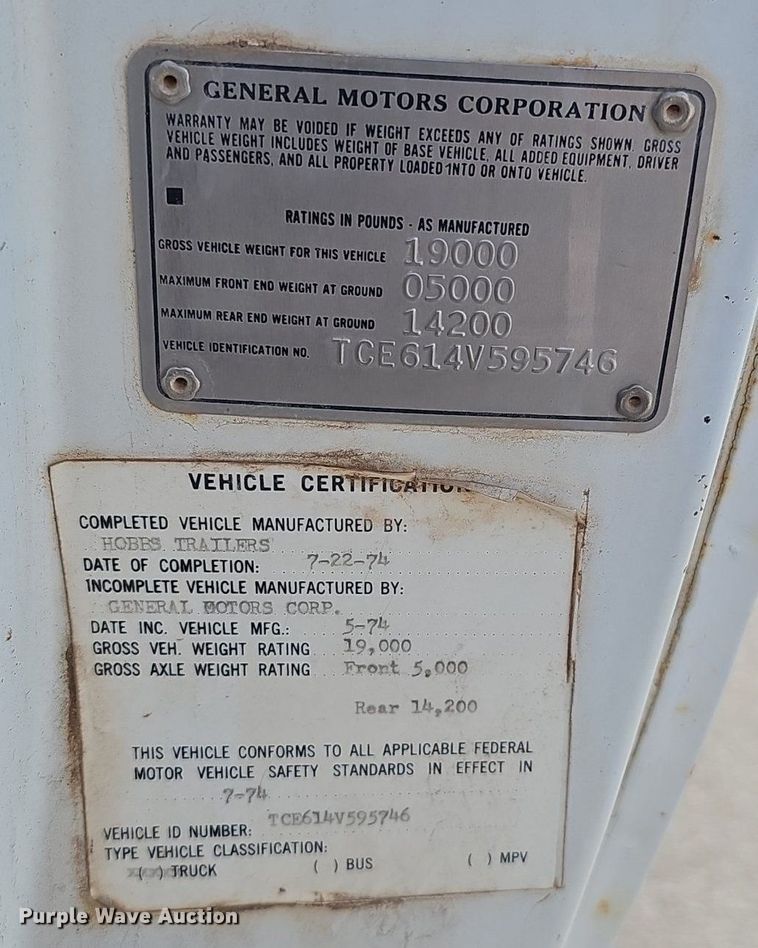 GENERAL MOTORS CORPORATION
WARRANTY MAY BE VOIDED IF WEIGHT EXCEEDS ANY OF RATINGS SHOWN. GROSS
VEHICLE WEIGHT INCLUDES WEIGHT OF BASE VEHICLE, ALL ADDED EQUIPMENT, DRIVER
AND PASSENGERS, AND ALL PROPERTY LOADED INTO OR ONTO VEHICLE.
RATINGS IN POUNDS - AS MANUFACTURED
GROSS VEHICLE WEIGHT FOR THIS VEHICLE 19000
MAXIMUM FRONT END WEIGHT AT GROUND 05000
MAXIMUM REAR END WEIGHT AT GROUND 14200
VEHICLE IDENTIFICATION NO. TCE614V595746
VEHICLE CERTIFICATION
COMPLETED VEHICLE MANUFACTURED BY:
HOBBS TRAILERS
DATE OF COMPLETION: 7-22-74
INCOMPLETE VEHICLE MANUFACTURED BY:
GENERAL MOTORS CORP.
DATE INC. VEHICLE MFG.: 5-74
GROSS VEH. WEIGHT RATING 19,000
GROSS AXLE WEIGHT RATING Front 5,000
Rear 14,200
THIS VEHICLE CONFORMS TO ALL APPLICABLE FEDERAL
MOTOR VEHICLE SAFETY STANDARDS IN EFFECT IN
7-74
VEHICLE ID NUMBER: TCE614V595746
TYPE VEHICLE CLASSIFICATION:
( ) TRUCK ( ) BUS ( ) MPV
Purple Wave Auction